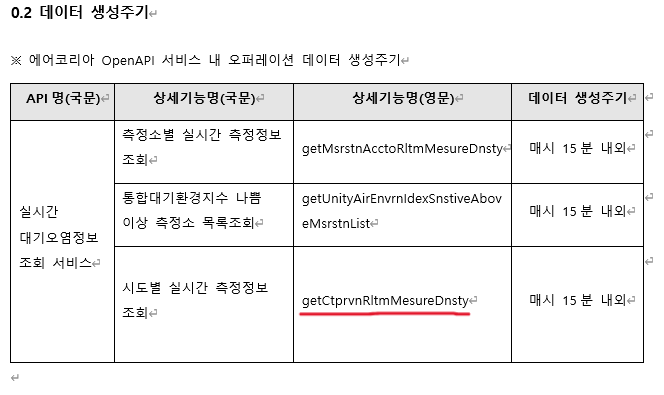 0.2 데이터 생성주기
※ 에어코리아 OpenAPI 서비스 내 오퍼레이션 데이터 생성주기
API 명(국문) 상세기능명(국문) 상세기능명(영문) 데이터 생성주기
실시간
대기오염정보
조회 서비스
측정소별 실시간 측정정보
조회
getMsrstnAcctoRltmMesureDnsty
매시 15 분 내외
통합대기환경지수 나쁨
이상 측정소 목록조회
getUnityAirEnvrnIdexSnstiveAbov
eMsrstnList
매시 15 분 내외
시도별 실시간 측정정보
조회
getCtprvnRltmMesureDnsty
매시 15 분 내외